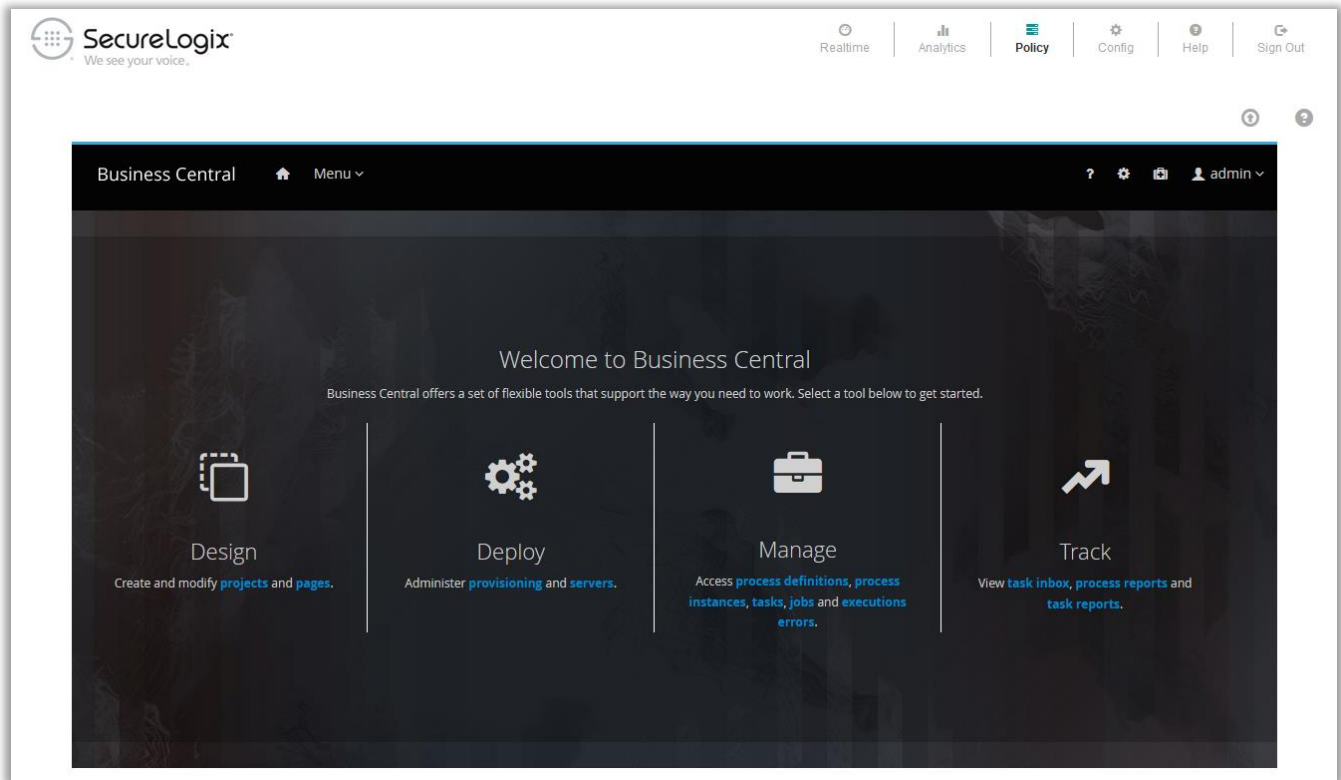 SecureLogix
We see your voice.
Realtime
Analytics
Policy
Config
Help
Sign Out
Business Central
Menu
?
admin
Welcome to Business Central
Business Central offers a set of flexible tools that support the way you need to work. Select a tool below to get started.
Design
Create and modify projects and pages.
Deploy
Administer provisioning and servers.
Manage
Access process definitions, process
instances, tasks, jobs and executions
errors.
Track
View task inbox, process reports and
task reports.